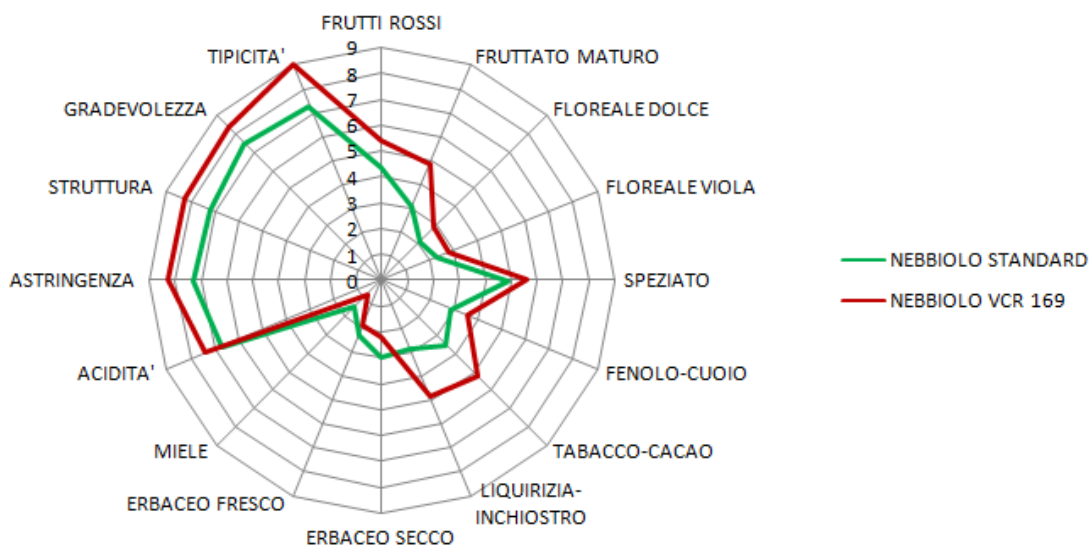 FRUTTI ROSSI
FRUTTATO MATURO
FLOREALE DOLCE
FLOREALE VIOLA
SPEZIATO
FENOLO-CUOIO
TABACCO-CACAO
LIQUIRIZIA-
INCHIOSTRO
ERBACEO SECCO
ERBACEO FRESCO
MIELE
ACIDITA'
ASTRINGENZA
STRUTTURA
GRADEVOLEZZA
TIPICITA'
9
8
7
6
5
4
3
2
1
0
NEBBIOLO STANDARD
NEBBIOLO VCR 169